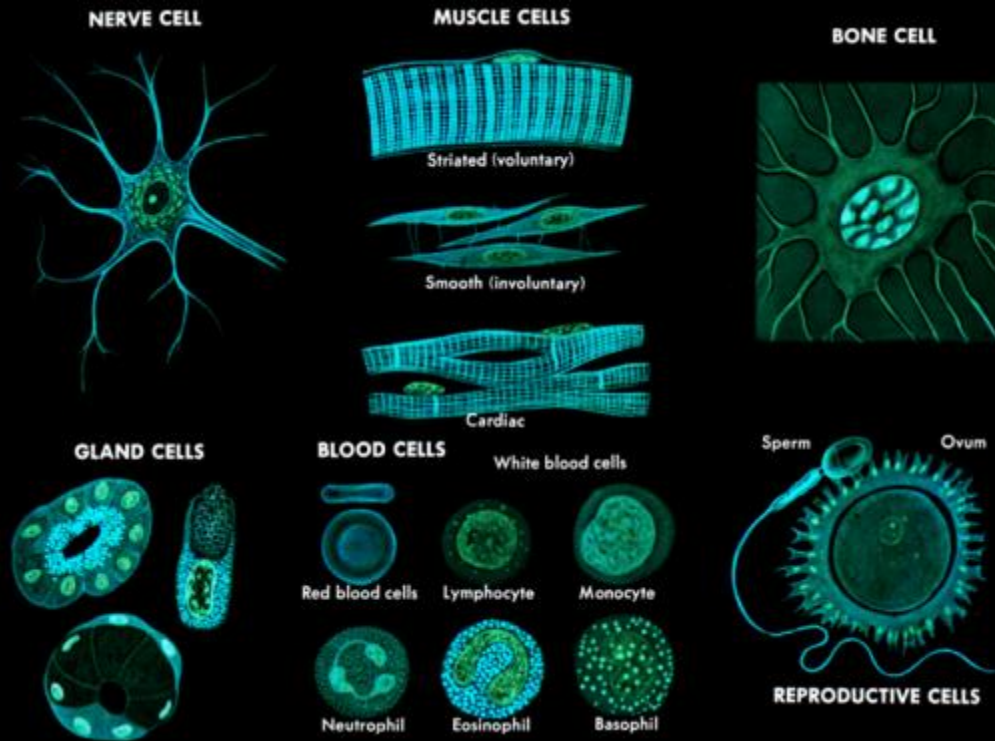 NERVE CELL
MUSCLE CELLS
BONE CELL
Striated (voluntary)
Smooth (involuntary)
Cardiac
GLAND CELLS
BLOOD CELLS
White blood cells
Red blood cells
Lymphocyte
Monocyte
Neutrophil
Eosinophil
Basophil
Sperm
Ovum
REPRODUCTIVE CELLS